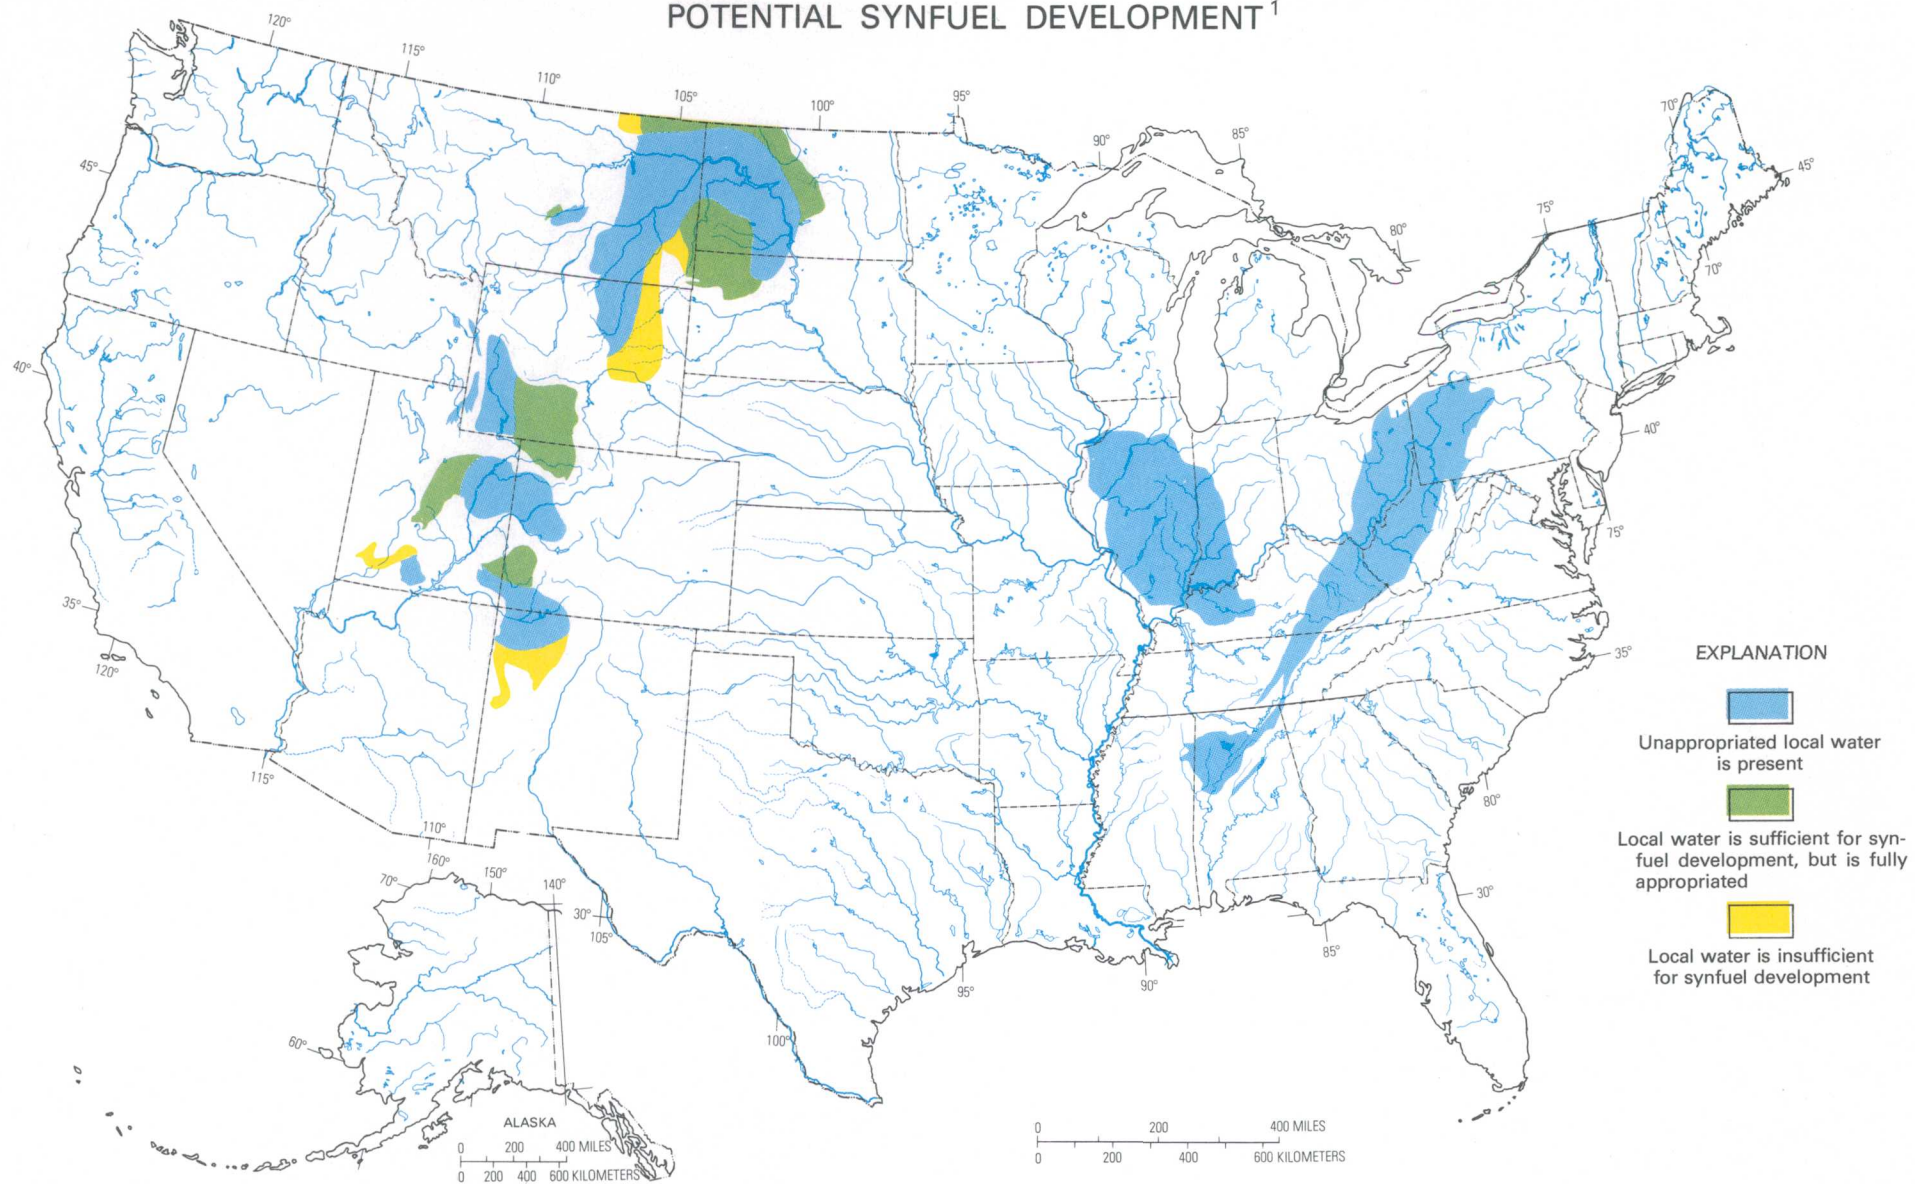 POTENTIAL SYNFUEL DEVELOPMENT¹
120°
115°
110°
105°
100°
95°
90°
85°
80°
75°
70°
45°
70°
45°
40°
35°
120°
115°
110°
40°
75°
35°
80°
30°
85°
90°
95°
100°
105°
30°
EXPLANATION
Unappropriated local water
is present
Local water is sufficient for syn-
fuel development, but is fully
appropriated
Local water is insufficient
for synfuel development
160°
150°
140°
70°
60°
ALASKA
0 200 400 MILES
0 200 400 600 KILOMETERS
0 200 400 MILES
0 200 400 600 KILOMETERS